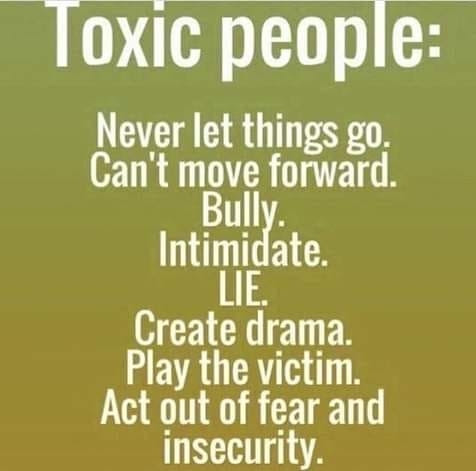 Toxic people:
Never let things go.
Can't move forward.
Bully.
Intimidate.
LIE.
Create drama.
Play the victim.
Act out of fear and
insecurity.